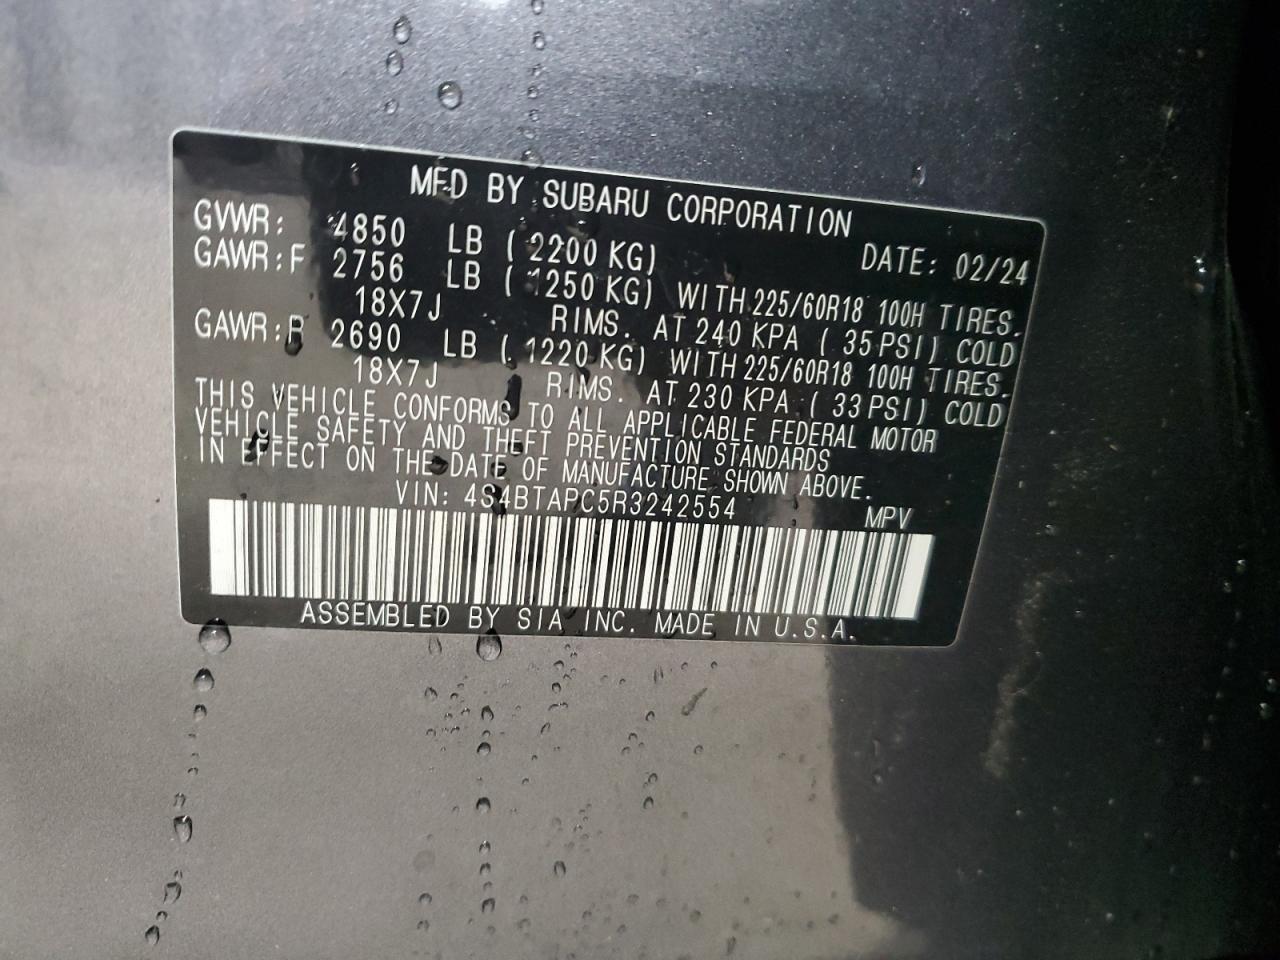 MFD BY SUBARU CORPORATION
GVWR: 4850 LB ( 2200 KG) DATE: 02/24
GAWR:F 2756 LB ( 1250 KG) WITH 225/60R18 100H TIRES.
18X7J RIMS. AT 240 KPA ( 35 PSI) COLD
GAWR:R 2690 LB ( 1220 KG) WITH 225/60R18 100H TIRES.
18X7J RIMS. AT 230 KPA ( 33 PSI) COLD
THIS VEHICLE CONFORMS TO ALL APPLICABLE FEDERAL MOTOR
VEHICLE SAFETY AND THEFT PREVENTION STANDARDS
IN EFFECT ON THE DATE OF MANUFACTURE SHOWN ABOVE.
VIN: 4S4BTAPC5R3242554 MPV
ASSEMBLED BY SIA INC. MADE IN U.S.A.